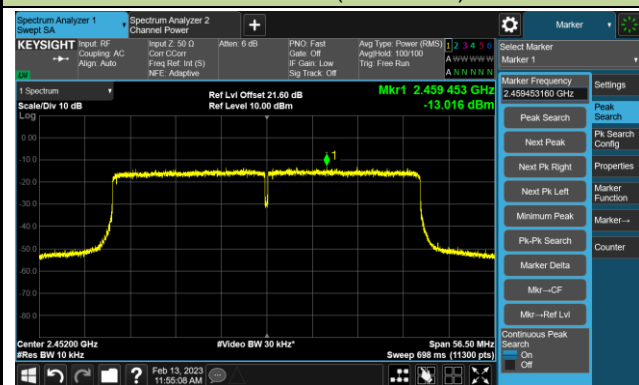 Spectrum Analyzer 1
Swept SA
Spectrum Analyzer 2
Channel Power
+
Marker
KEYSIGHT
Input: RF
Coupling: AC
Align: Auto
Input Z: 50 Ω
Corr CCorr
Freq Ref: Int (S)
NFE: Adaptive
Atten: 6 dB
PNO: Fast
Gate: Off
IF Gain: Low
Sig Track: Off
Avg Type: Power (RMS)
Avg|Hold: 100/100
Trig: Free Run
1 2 3 4 5 6
A W W W W W
A N N N N N
Select Marker
Marker 1
1 Spectrum
Scale/Div 10 dB
Log
Ref Lvl Offset 21.60 dB
Ref Level 10.00 dBm
Mkr1 2.459 453 GHz
-13.016 dBm
Marker Frequency
2.459453160 GHz
Settings
Peak Search
Peak
Search
Next Peak
Pk Search
Config
Next Pk Right
Properties
Next Pk Left
Marker
Function
Minimum Peak
Marker→
Pk-Pk Search
Counter
Marker Delta
Mkr→CF
Mkr→Ref Lvl
Continuous Peak
Search
On
Off
0.00
-10.0
-20.0
-30.0
-40.0
-50.0
-60.0
-70.0
-80.0
1
Center 2.45200 GHz
#Res BW 10 kHz
#Video BW 30 kHz*
Span 56.50 MHz
Sweep 698 ms (11300 pts)
?
Feb 13, 2023
11:55:08 AM